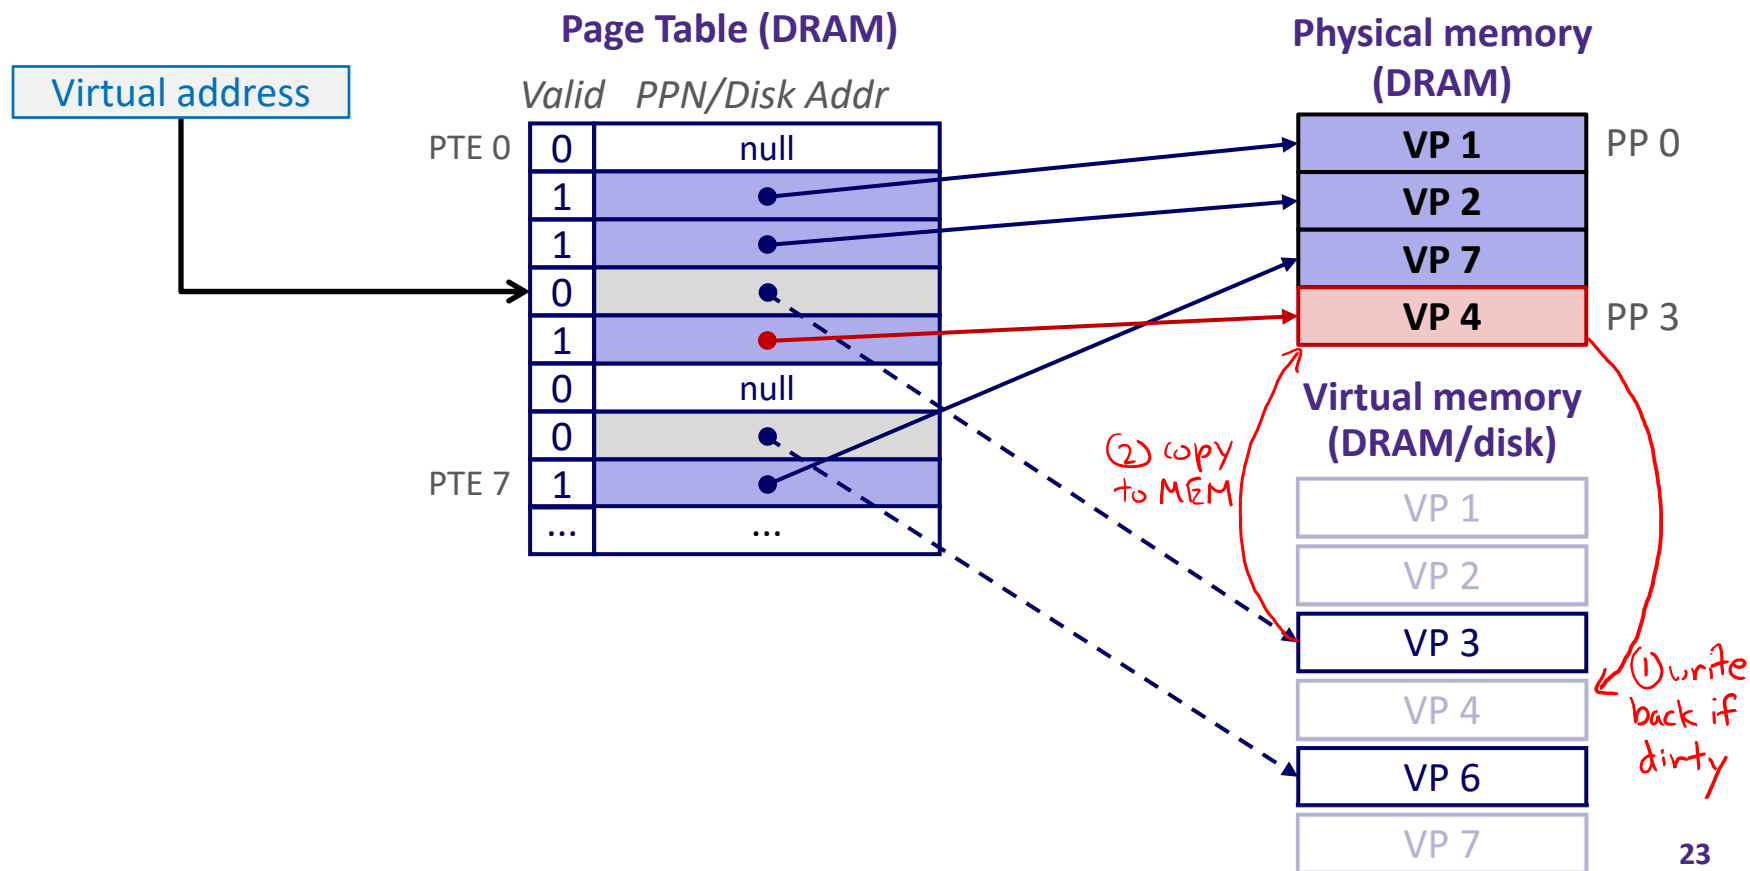 Page Table (DRAM)
Physical memory
(DRAM)
Virtual address
Valid PPN/Disk Addr
PTE 0 0 null
1
1
0
1
0 null
0
PTE 7 1
... ...
VP 1 PP 0
VP 2
VP 7
VP 4 PP 3
Virtual memory
(DRAM/disk)
② copy
to MEM
VP 1
VP 2
VP 3
VP 4
VP 6
VP 7
① write
back if
dirty
23